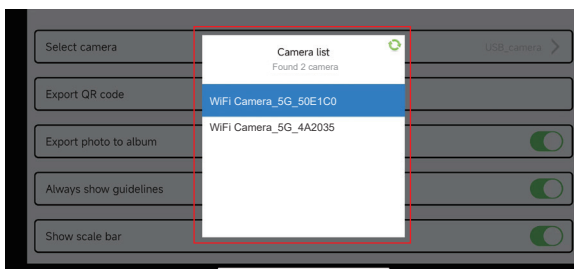 Select camera
USB_camera
Camera list
Found 2 camera
Export QR code
WiFi Camera_5G_50E1C0
WiFi Camera_5G_4A2035
Export photo to album
Always show guidelines
Show scale bar